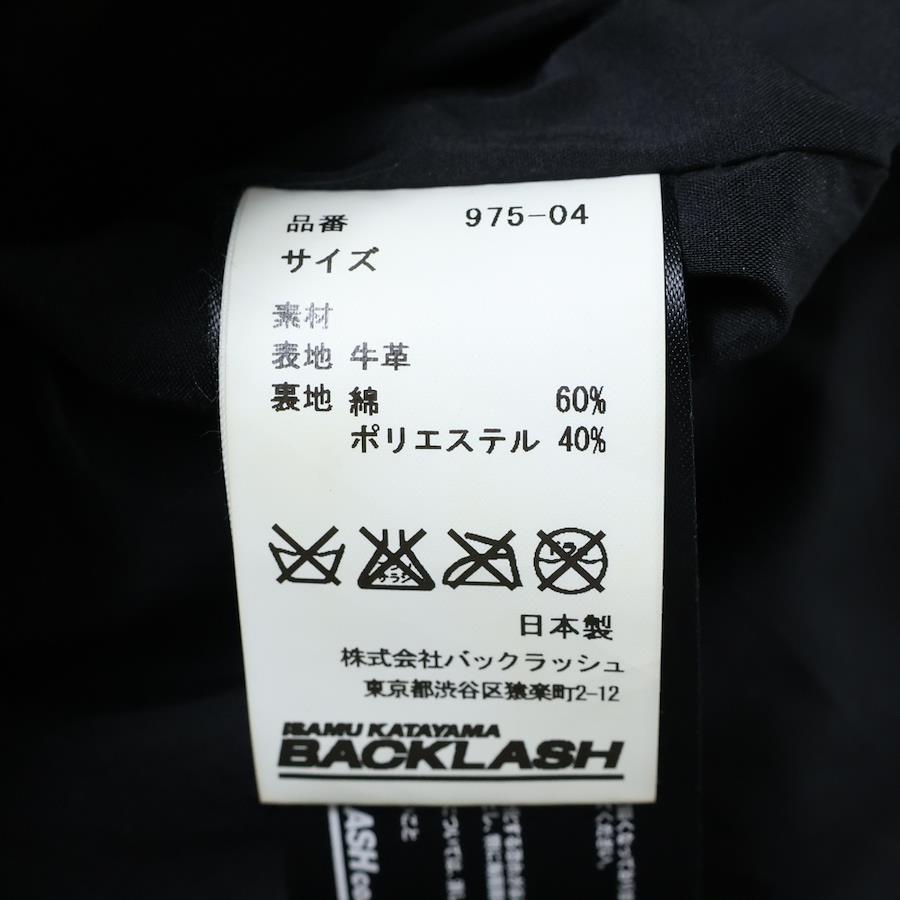 品番 975-04
サイズ
素材
表地 牛革
裏地 綿 60%
ポリエステル 40%
日本製
株式会社バックラッシュ
東京都渋谷区猿楽町2-12
ISAMU KATAYAMA
BACKLASH